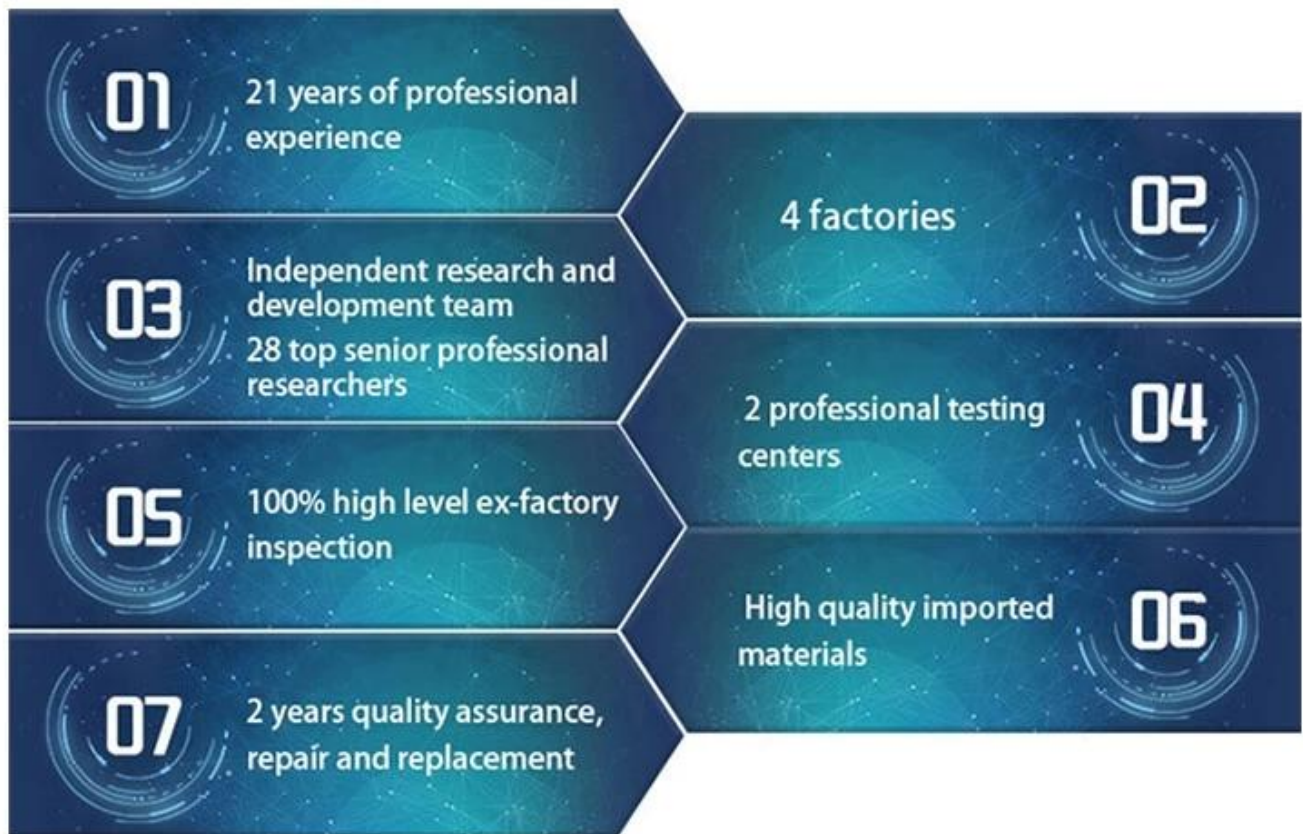 01
21 years of professional
experience
02
4 factories
03
Independent research and
development team
28 top senior professional
researchers
04
2 professional testing
centers
05
100% high level ex-factory
inspection
06
High quality imported
materials
07
2 years quality assurance,
repair and replacement